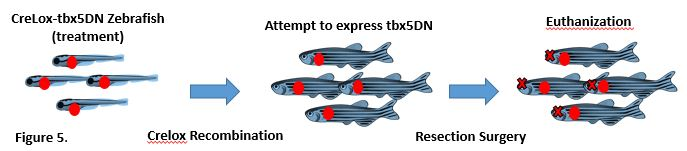 CreLox-tbx5DN Zebrafish
(treatment)
Attempt to express tbx5DN
Euthanization
Figure 5.
Crelox Recombination
Resection Surgery